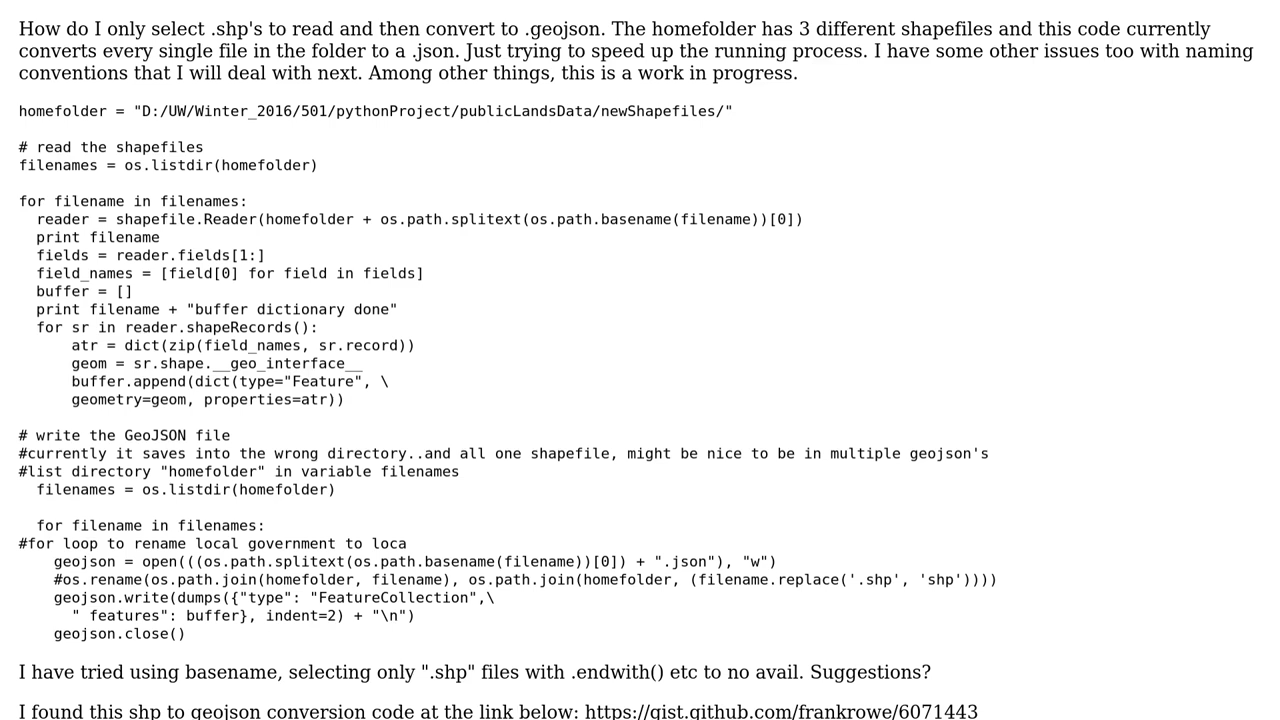 How do I only select .shp's to read and then convert to .geojson. The homefolder has 3 different shapefiles and this code currently
converts every single file in the folder to a .json. Just trying to speed up the running process. I have some other issues too with naming
conventions that I will deal with next. Among other things, this is a work in progress.
homefolder = "D:/UW/Winter_2016/501/pythonProject/publicLandsData/newShapefiles/"
# read the shapefiles
filenames = os.listdir(homefolder)
for filename in filenames:
  reader = shapefile.Reader(homefolder + os.path.splitext(os.path.basename(filename))[0])
  print filename
  fields = reader.fields[1:]
  field_names = [field[0] for field in fields]
  buffer = []
  print filename + "buffer dictionary done"
  for sr in reader.shapeRecords():
      atr = dict(zip(field_names, sr.record))
      geom = sr.shape.__geo_interface__
      buffer.append(dict(type="Feature", \
      geometry=geom, properties=atr))
# write the GeoJSON file
#currently it saves into the wrong directory..and all one shapefile, might be nice to be in multiple geojson's
#list directory "homefolder" in variable filenames
  filenames = os.listdir(homefolder)
  for filename in filenames:
#for loop to rename local government to loca
    geojson = open(((os.path.splitext(os.path.basename(filename))[0]) + ".json"), "w")
    #os.rename(os.path.join(homefolder, filename), os.path.join(homefolder, (filename.replace('.shp', 'shp'))))
    geojson.write(dumps({"type": "FeatureCollection",\
      " features": buffer}, indent=2) + "\n")
    geojson.close()
I have tried using basename, selecting only ".shp" files with .endwith() etc to no avail. Suggestions?
I found this shp to geojson conversion code at the link below: https://gist.github.com/frankrowe/6071443